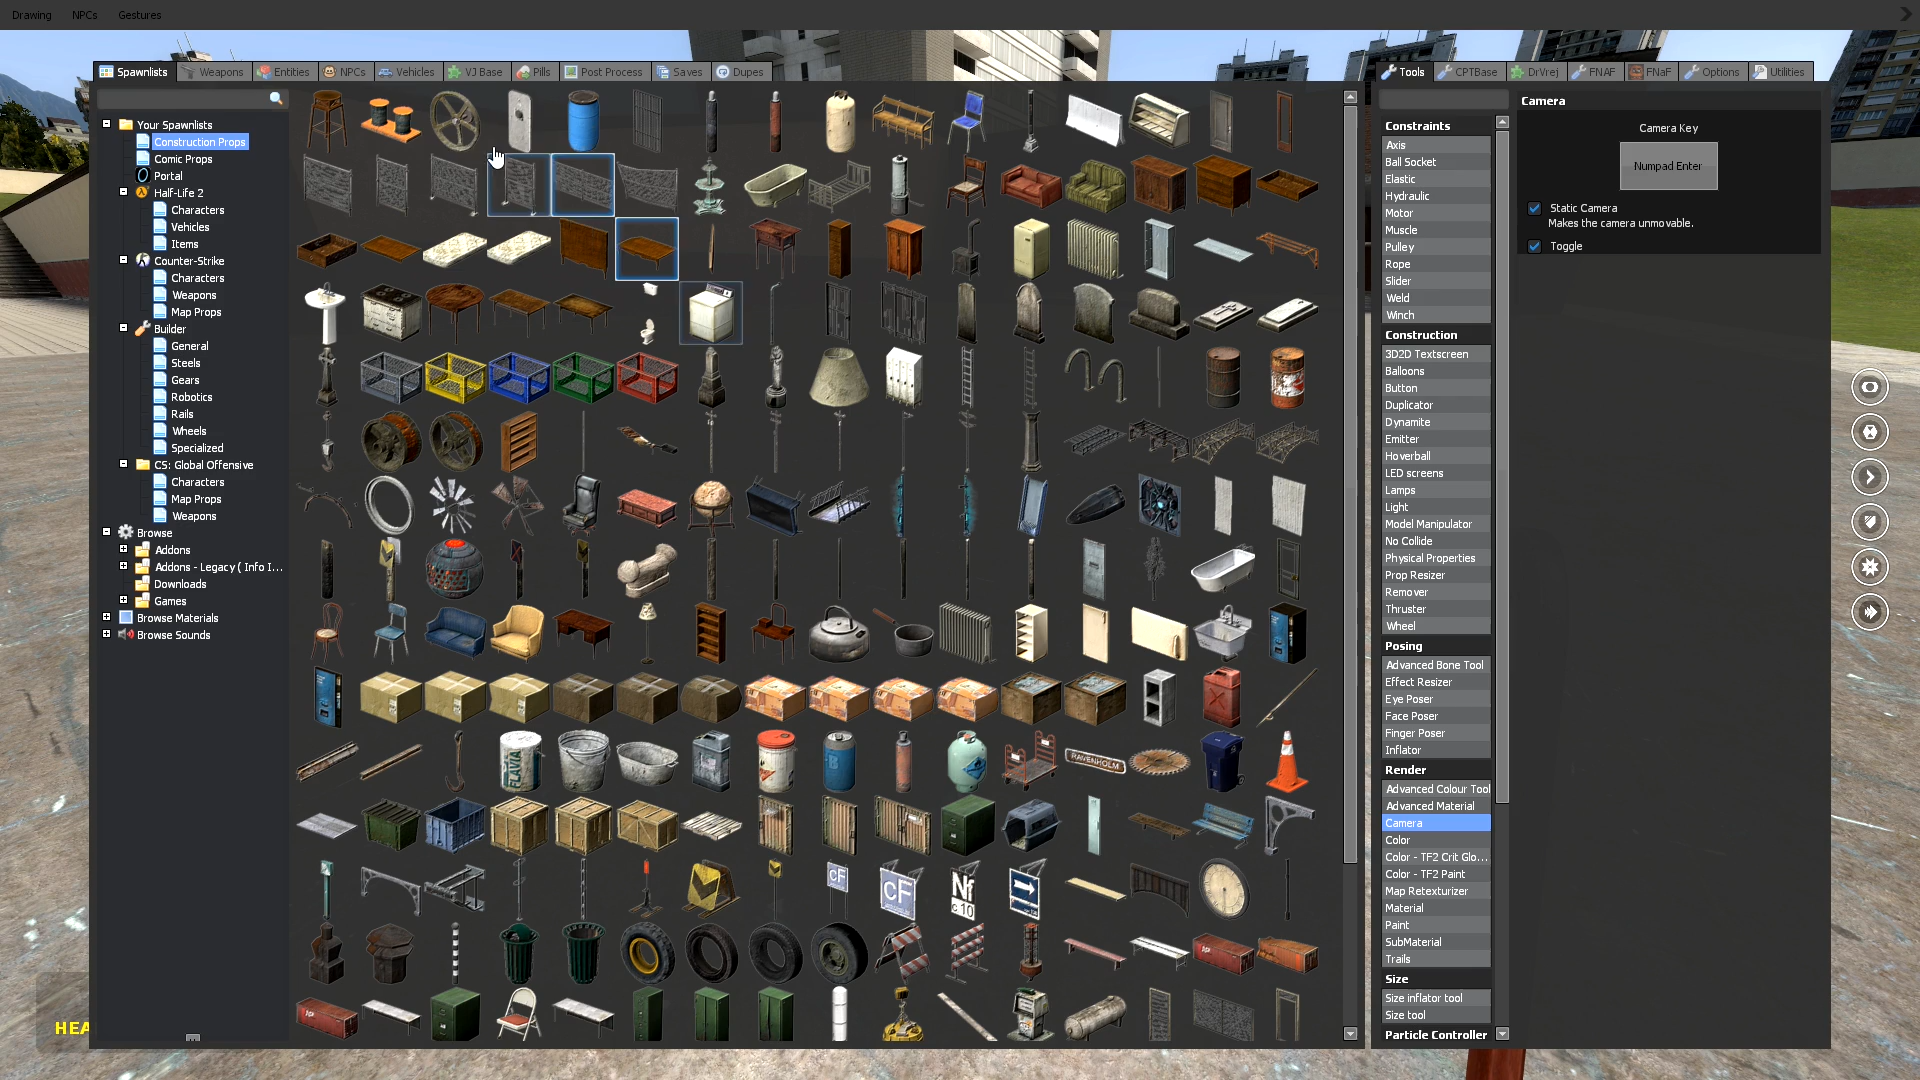 Drawing NPCs Gestures
Spawnlists Weapons Entities NPCs Vehicles VJ Base Pills Post Process Saves Dupes
Your Spawnlists
Construction Props
Comic Props
Portal
Half-Life 2
Characters
Vehicles
Items
Counter-Strike
Characters
Weapons
Map Props
Builder
General
Steels
Gears
Robotics
Rails
Wheels
Specialized
CS: Global Offensive
Characters
Map Props
Weapons
Browse
Addons
Addons - Legacy ( Info I...
Downloads
Games
Browse Materials
Browse Sounds
RAVENHOLM
cF
cF
Nf
c 10
HEA
Tools CPTBase DrVrej FNAF FNaF Options Utilities
Constraints
Axis
Ball Socket
Elastic
Hydraulic
Motor
Muscle
Pulley
Rope
Slider
Weld
Winch
Construction
3D2D Textscreen
Balloons
Button
Duplicator
Dynamite
Emitter
Hoverball
LED screens
Lamps
Light
Model Manipulator
No Collide
Physical Properties
Prop Resizer
Remover
Thruster
Wheel
Posing
Advanced Bone Tool
Effect Resizer
Eye Poser
Face Poser
Finger Poser
Inflator
Render
Advanced Colour Tool
Advanced Material
Camera
Color
Color - TF2 Crit Glo...
Color - TF2 Paint
Map Retexturizer
Material
Paint
SubMaterial
Trails
Size
Size inflator tool
Size tool
Particle Controller
Camera
Camera Key
Numpad Enter
Static Camera
Makes the camera unmovable.
Toggle